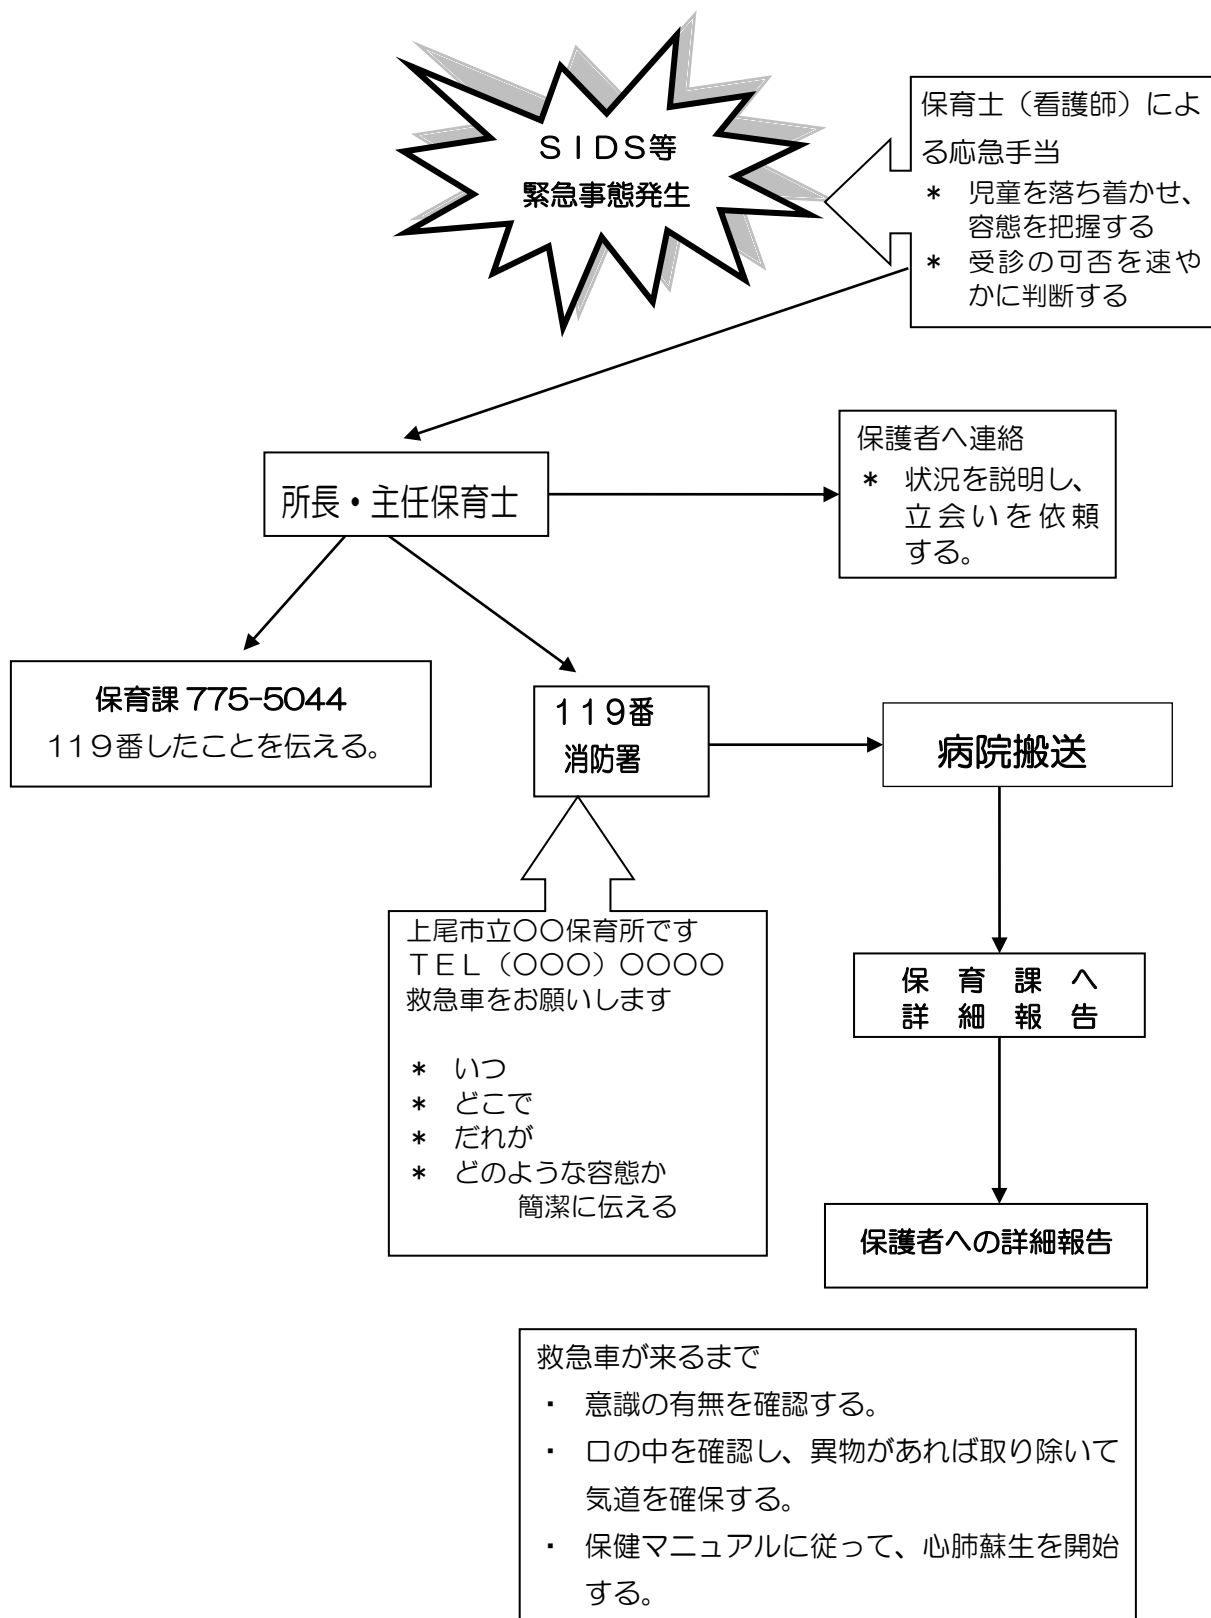 ＳＩＤＳ等
緊急事態発生
保育士（看護師）によ
る応急手当
＊　児童を落ち着かせ、
容態を把握する
＊　受診の可否を速や
かに判断する
所長・主任保育士
保護者へ連絡
＊　状況を説明し、
立会いを依頼
する。
保育課 775-5044
１１９番したことを伝える。
１１９番
消防署
病院搬送
上尾市立〇〇保育所です
ＴＥＬ（〇〇〇）〇〇〇〇
救急車をお願いします
＊　いつ
＊　どこで
＊　だれが
＊　どのような容態か
簡潔に伝える
保　育　課　へ
詳　細　報　告
保護者への詳細報告
救急車が来るまで
・　意識の有無を確認する。
・　口の中を確認し、異物があれば取り除いて
気道を確保する。
・　保健マニュアルに従って、心肺蘇生を開始
する。